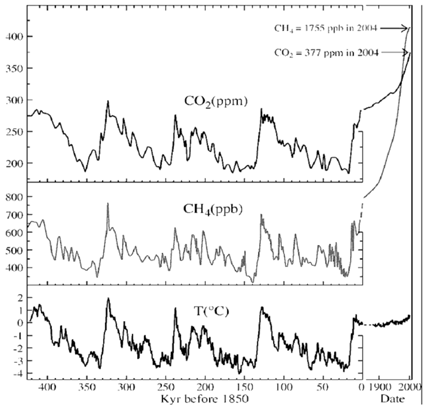 CH₄ = 1755 ppb in 2004
CO₂ = 377 ppm in 2004
400
350
300
250
200
CO₂(ppm)
800
700
600
500
400
CH₄(ppb)
2
1
0
-1
-2
-3
-4
T(°C)
400 350 300 250 200 150 100 50 0 1900 2000
Kyr before 1850 Date